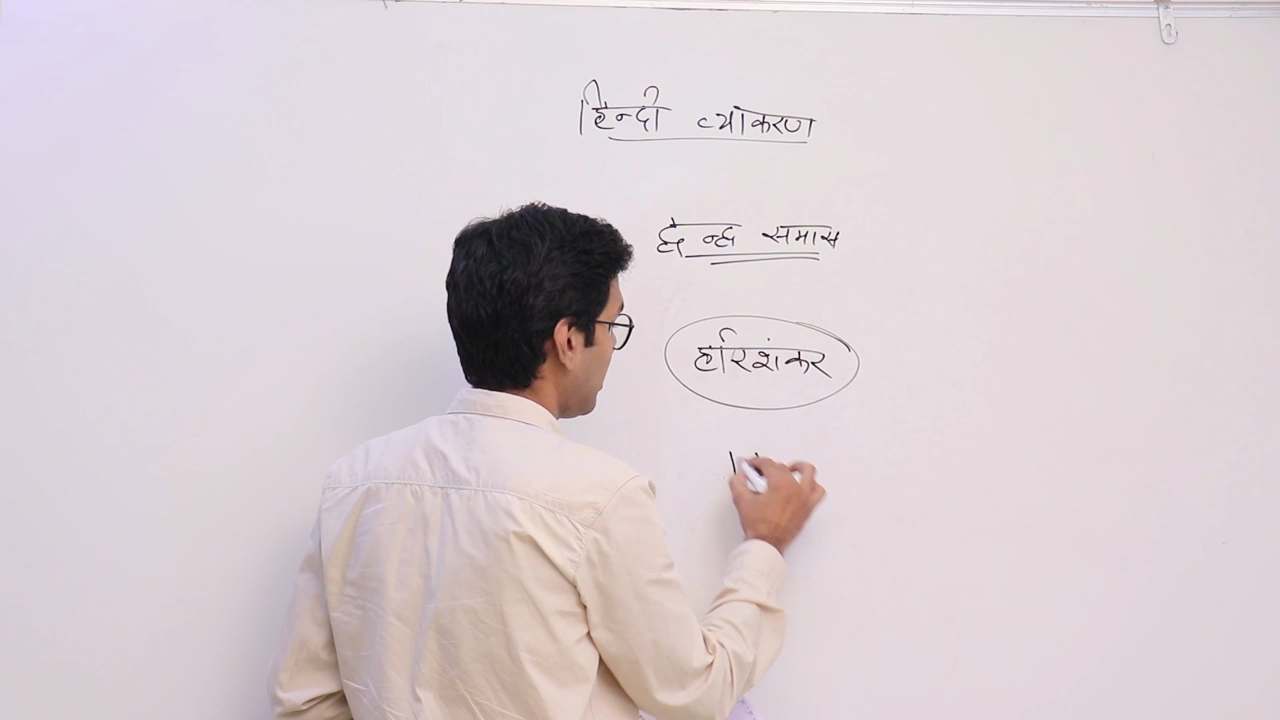 हिन्दी व्याकरण
द्वन्द्व समास
हरिशंकर